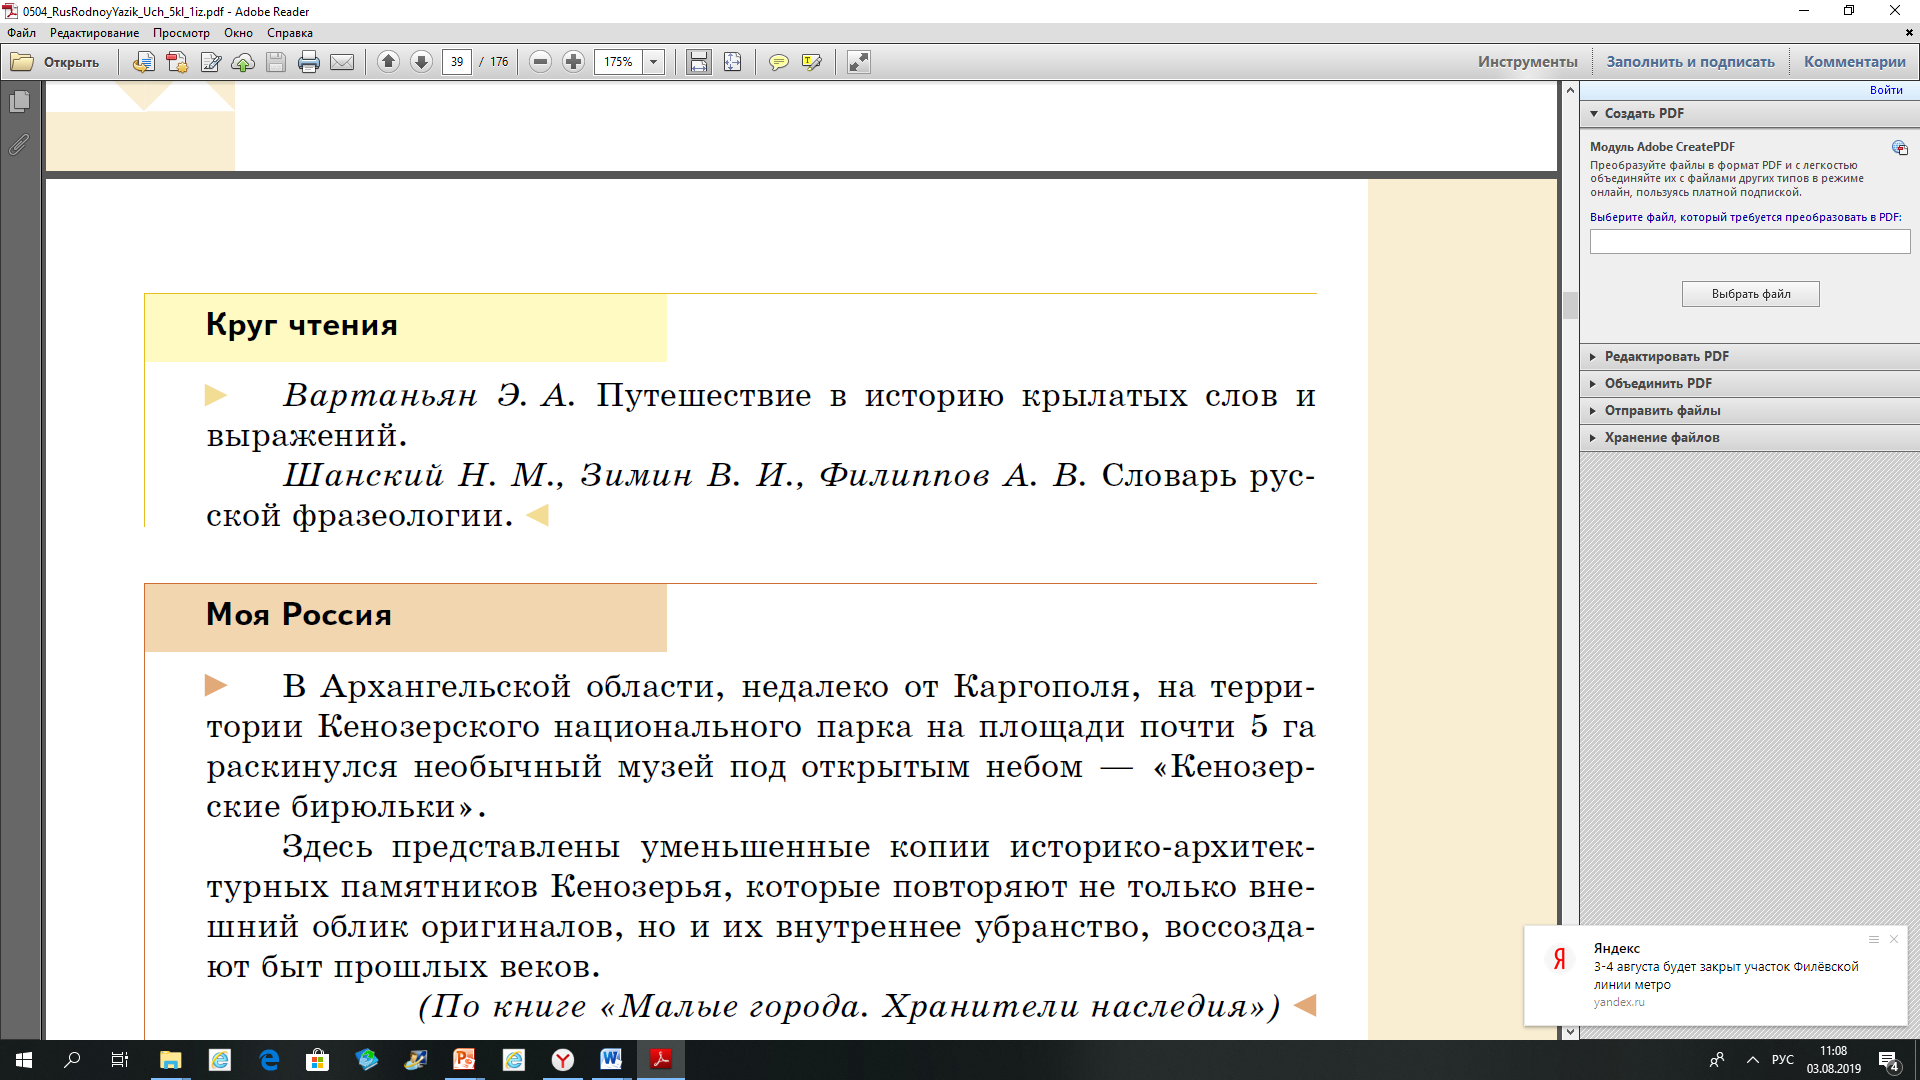 0504_RusRodnoyYazik_Uch_5kl_1iz.pdf - Adobe Reader
Файл Редактирование Просмотр Окно Справка
Открыть 39 / 176 175% Инструменты Заполнить и подписать Комментарии
Войти
Создать PDF
Модуль Adobe CreatePDF
Преобразуйте файлы в формат PDF и с легкостью
объединяйте их с файлами других типов в режиме
онлайн, пользуясь платной подпиской.
Выберите файл, который требуется преобразовать в PDF:
Выбрать файл
Редактировать PDF
Объединить PDF
Отправить файлы
Хранение файлов
Круг чтения
Вартаньян Э. А. Путешествие в историю крылатых слов и
выражений.
Шанский Н. М., Зимин В. И., Филиппов А. В. Словарь рус-
ской фразеологии.
Моя Россия
В Архангельской области, недалеко от Каргополя, на терри-
тории Кенозерского национального парка на площади почти 5 га
раскинулся необычный музей под открытым небом — «Кенозер-
ские бирюльки».
Здесь представлены уменьшенные копии историко-архитек-
турных памятников Кенозерья, которые повторяют не только вне-
шний облик оригиналов, но и их внутреннее убранство, воссозда-
ют быт прошлых веков.
(По книге «Малые города. Хранители наследия»)
Яндекс
3-4 августа будет закрыт участок Филёвской
линии метро
yandex.ru
РУС
11:08
03.08.2019
4